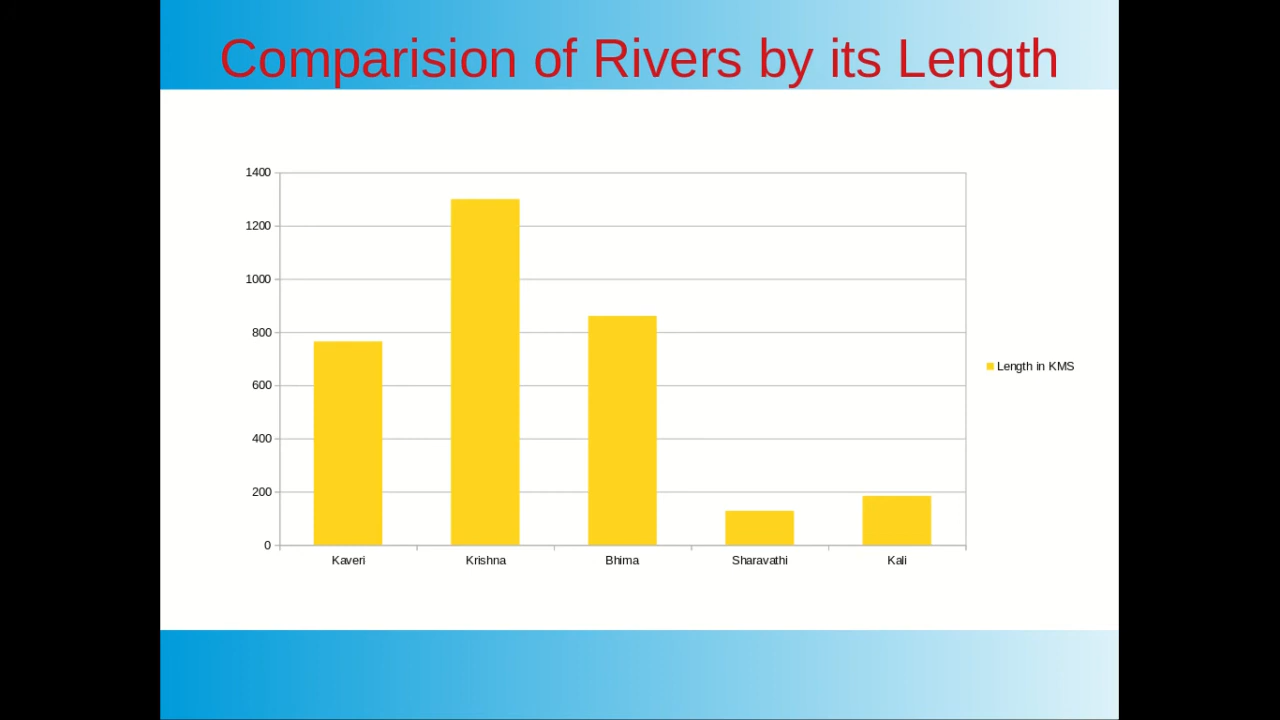 Comparision of Rivers by its Length
1400
1200
1000
800
600
400
200
0
Kaveri Krishna Bhima Sharavathi Kali
Length in KMS